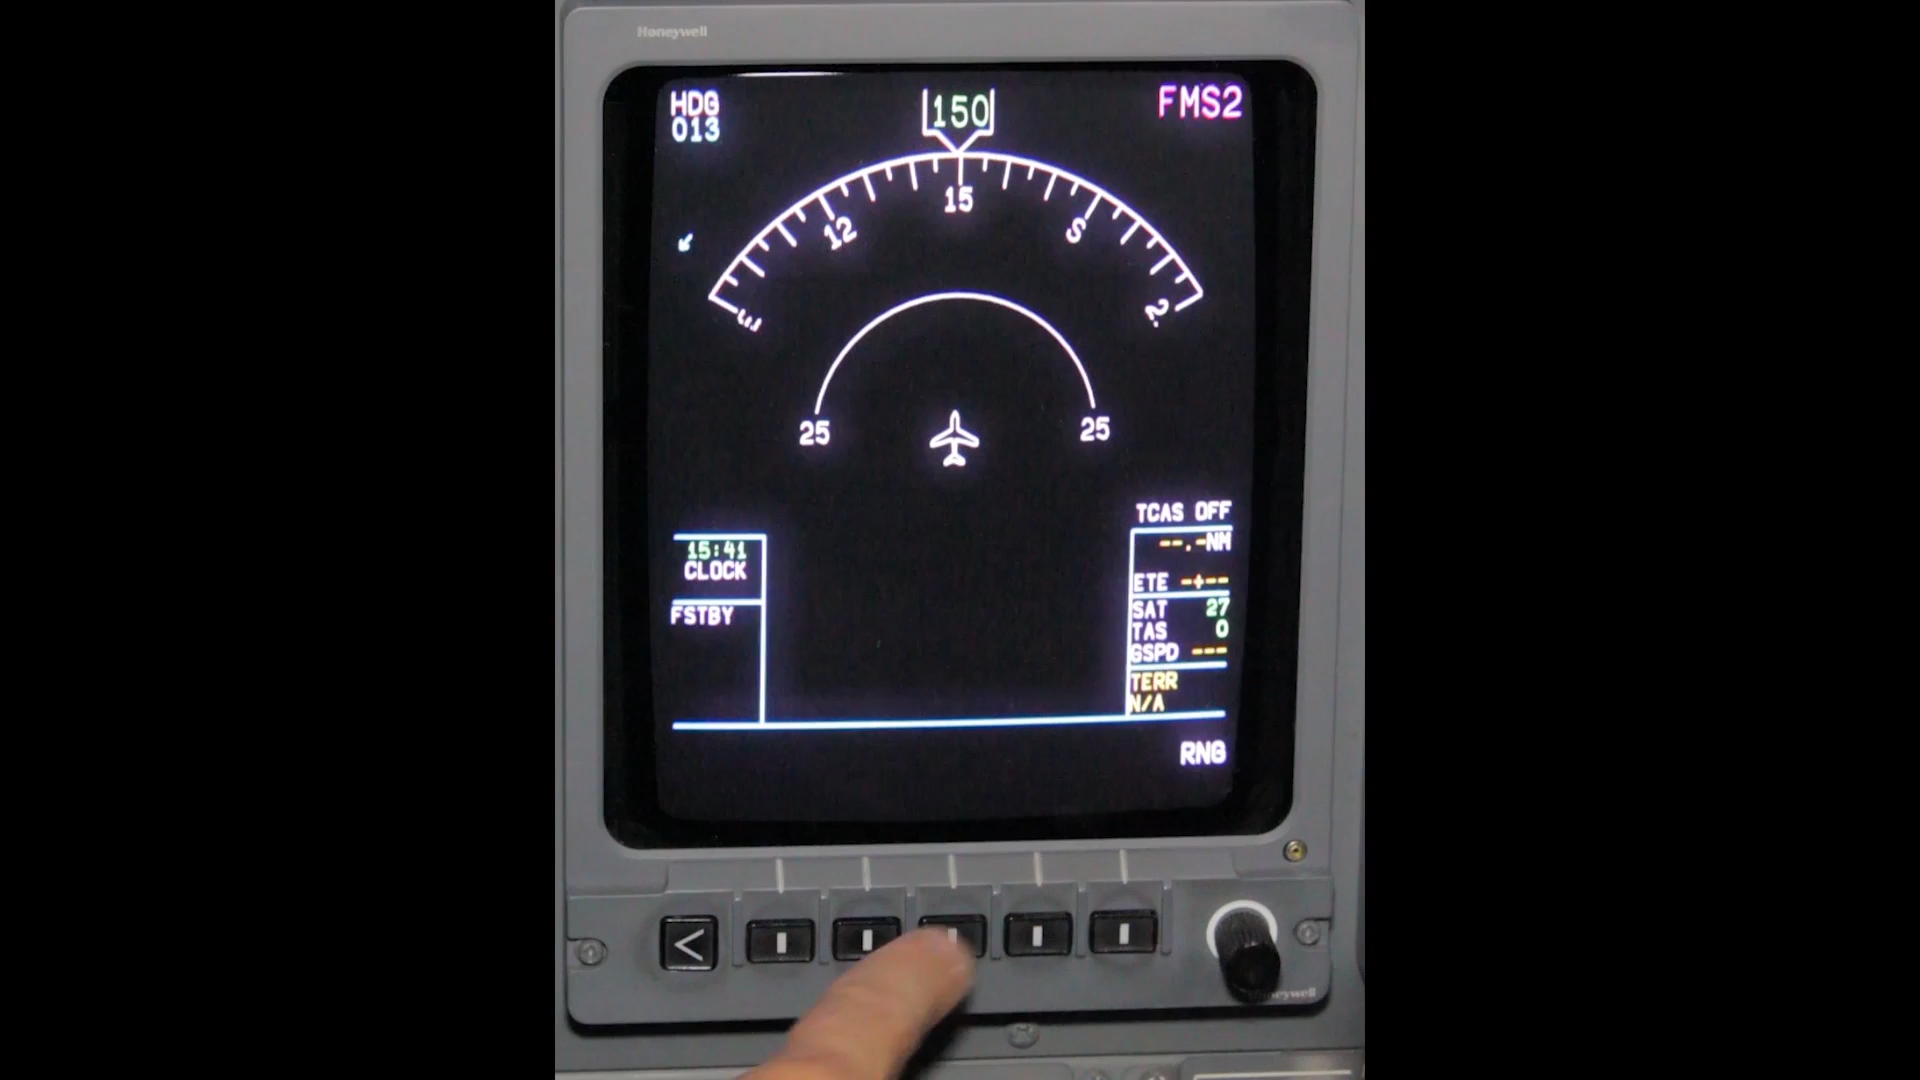 Honeywell
HDG
013
150
FMS2
15
12
S
E
2.
25
25
TCAS OFF
15:41
CLOCK
--.-NM
ETE -+--
FSTBY
SAT 27
TAS 0
GSPD ---
TERR
N/A
RNG
<
Honeywell